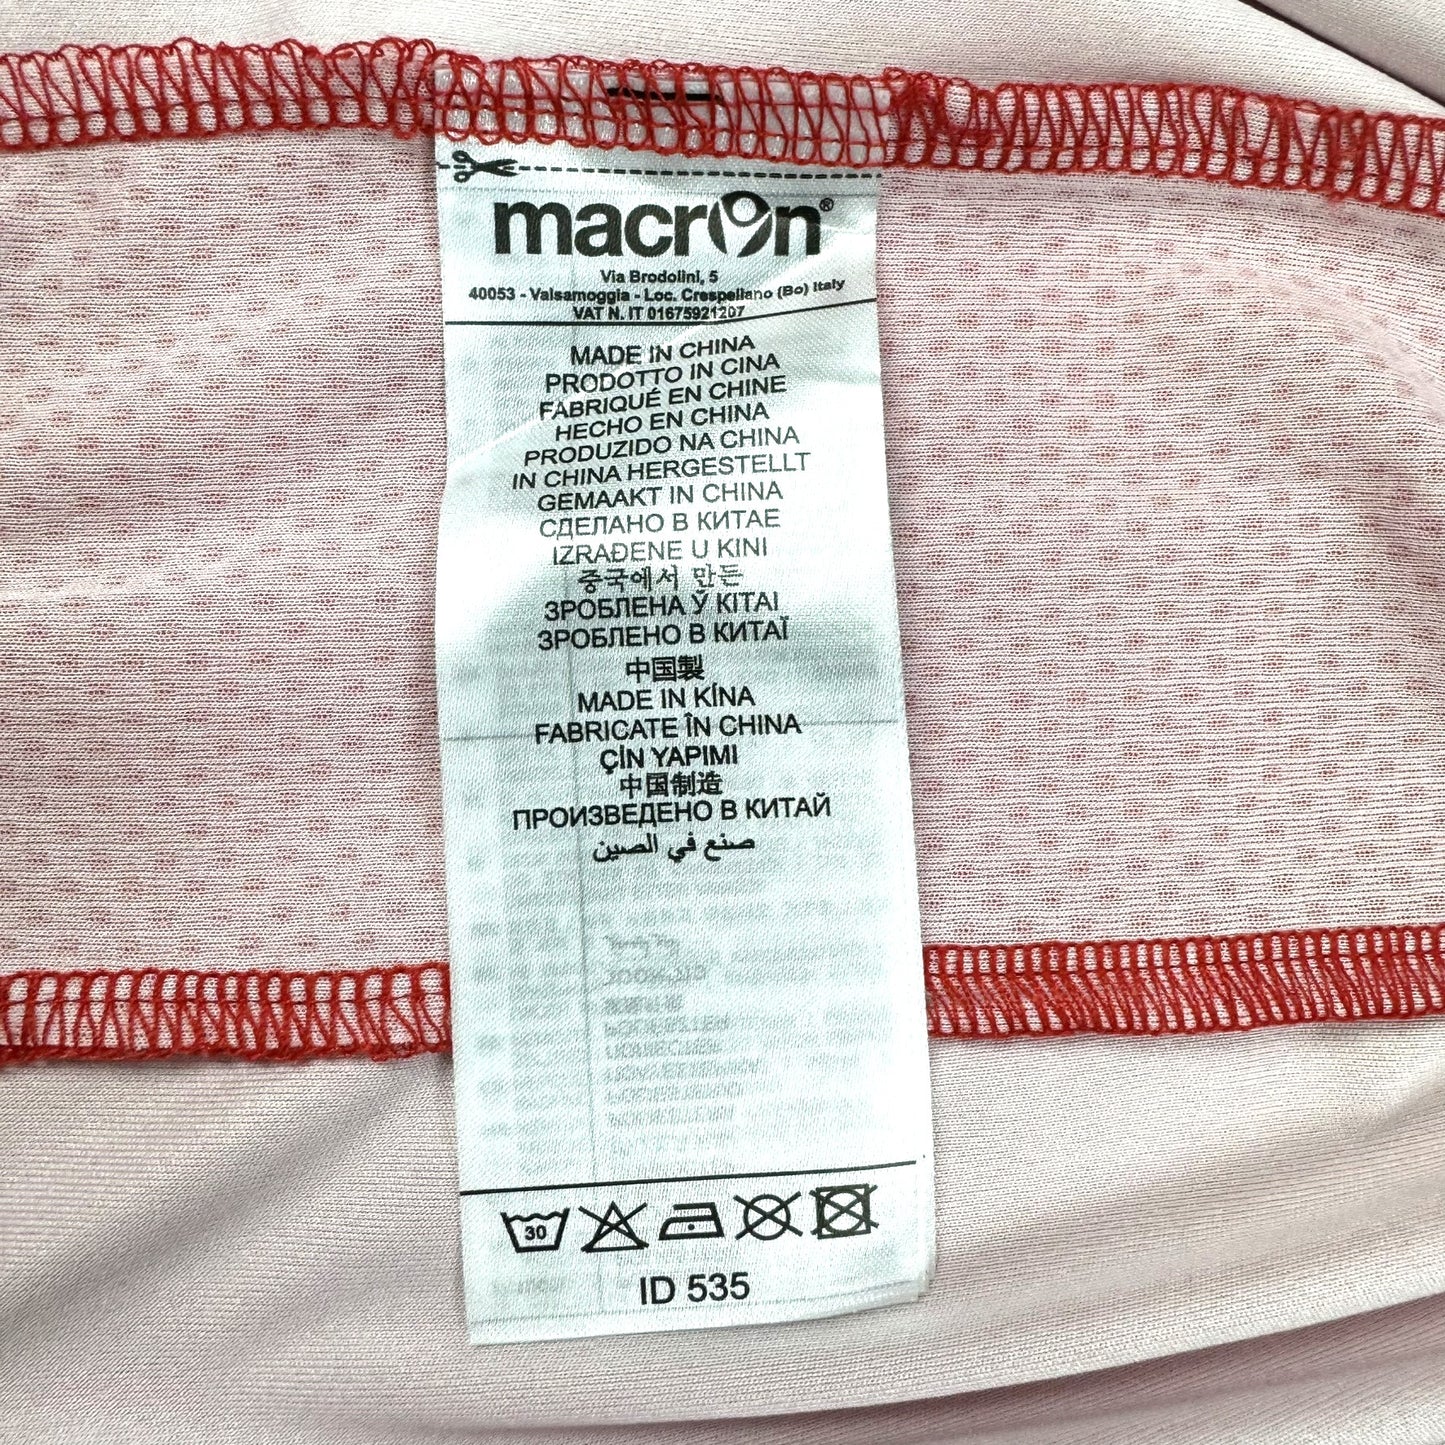 macron®
Via Brodolini, 5
40053 - Valsamoggia - Loc. Crespellano (Bo) Italy
VAT N. IT 01675921207
MADE IN CHINA
PRODOTTO IN CINA
FABRIQUÉ EN CHINE
HECHO EN CHINA
PRODUZIDO NA CHINA
IN CHINA HERGESTELLT
GEMAAKT IN CHINA
СДЕЛАНО В КИТАЕ
IZRAĐENE U KINI
중국에서 만든
ЗРОБЛЕНА Ў KITAI
ЗРОБЛЕНО В КИТАЇ
中国製
MADE IN KÍNA
FABRICATE ÎN CHINA
ÇİN YAPIMI
中国制造
ПРОИЗВЕДЕНО В КИТАЙ
صنع في الصين
30
ID 535